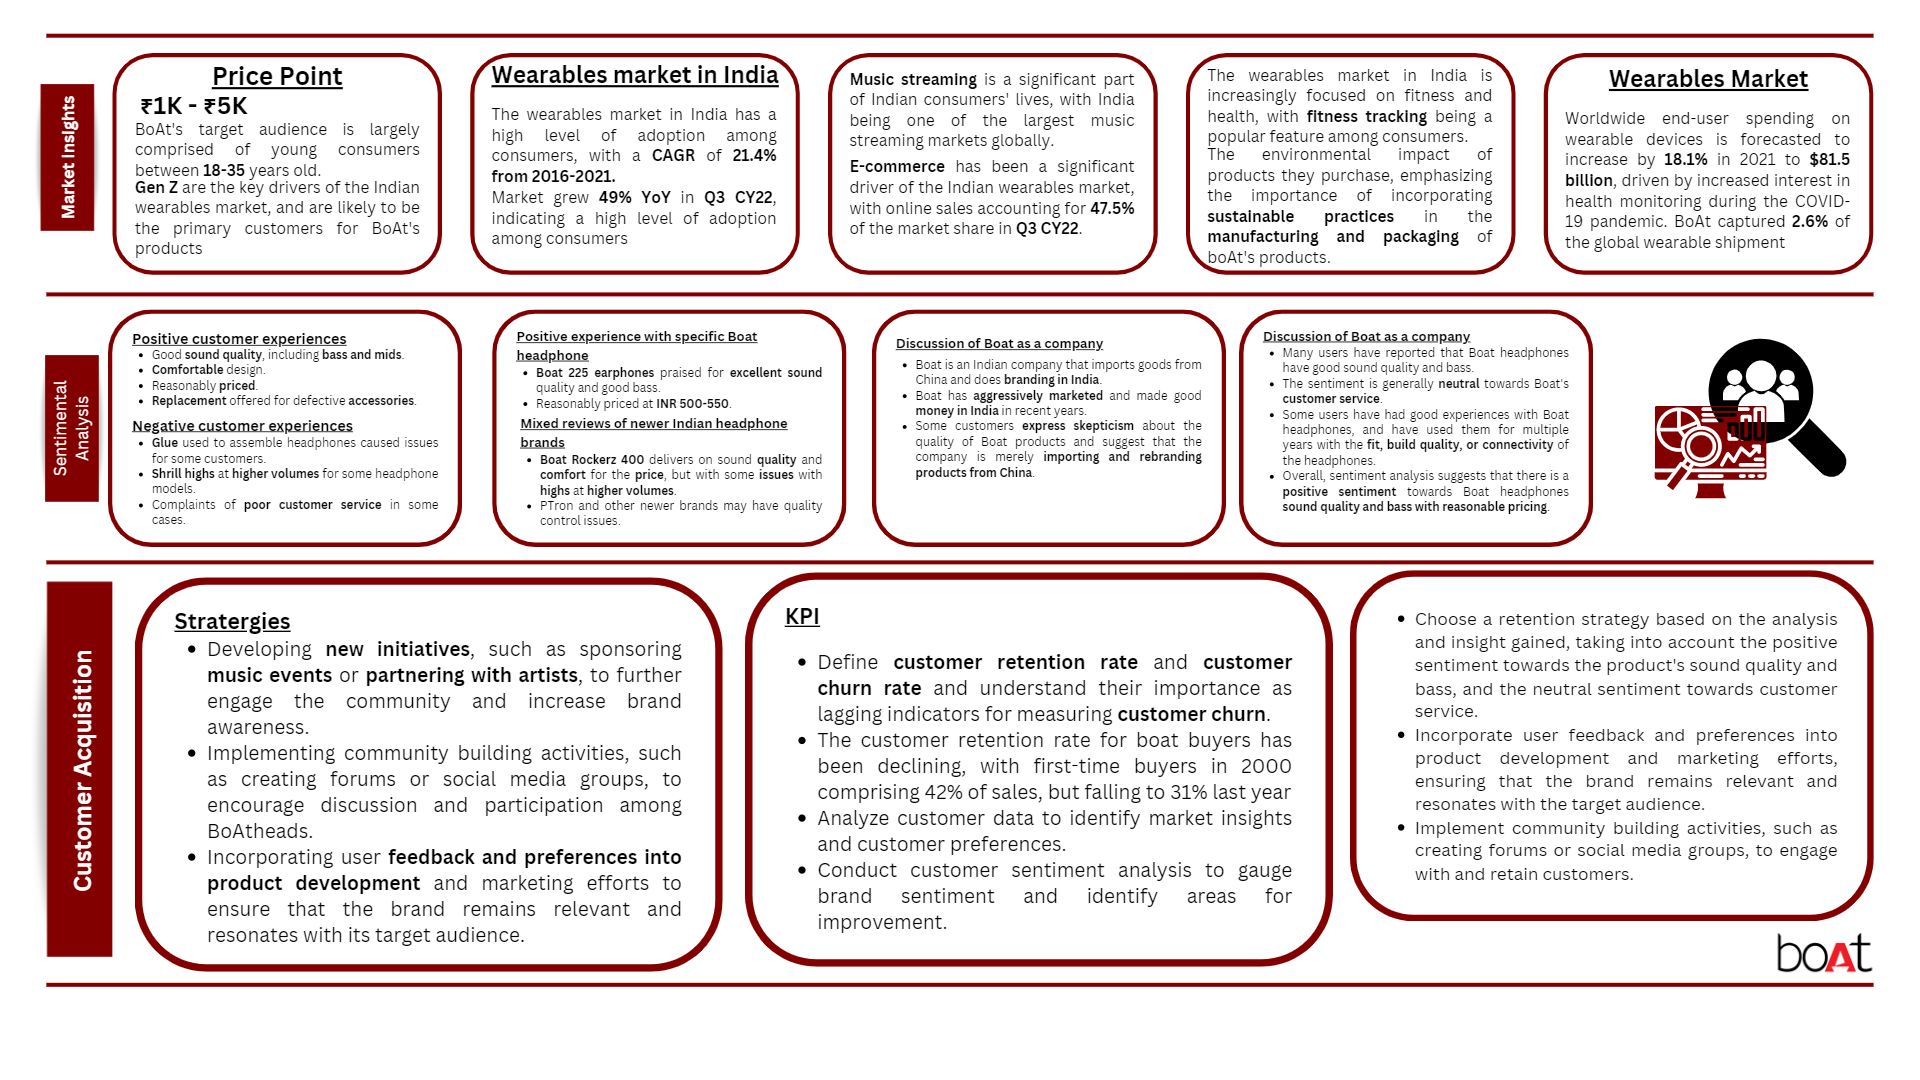 Market Insights
Price Point
₹1K - ₹5K
BoAt's target audience is largely
comprised of young consumers
between 18-35 years old.
Gen Z are the key drivers of the Indian
wearables market, and are likely to be
the primary customers for BoAt's
products
Wearables market in India
The wearables market in India has a
high level of adoption among
consumers, with a CAGR of 21.4%
from 2016-2021.
Market grew 49% YoY in Q3 CY22,
indicating a high level of adoption
among consumers
Music streaming is a significant part
of Indian consumers' lives, with India
being one of the largest music
streaming markets globally.
E-commerce has been a significant
driver of the Indian wearables market,
with online sales accounting for 47.5%
of the market share in Q3 CY22.
The wearables market in India is
increasingly focused on fitness and
health, with fitness tracking being a
popular feature among consumers.
The environmental impact of
products they purchase, emphasizing
the importance of incorporating
sustainable practices in the
manufacturing and packaging of
boAt's products.
Wearables Market
Worldwide end-user spending on
wearable devices is forecasted to
increase by 18.1% in 2021 to $81.5
billion, driven by increased interest in
health monitoring during the COVID-
19 pandemic. BoAt captured 2.6% of
the global wearable shipment
Sentimental
Analysis
Positive customer experiences
• Good sound quality, including bass and mids.
• Comfortable design.
• Reasonably priced.
• Replacement offered for defective accessories.
Negative customer experiences
• Glue used to assemble headphones caused issues
for some customers.
• Shrill highs at higher volumes for some headphone
models.
• Complaints of poor customer service in some
cases.
Positive experience with specific Boat
headphone
• Boat 225 earphones praised for excellent sound
quality and good bass.
• Reasonably priced at INR 500-550.
Mixed reviews of newer Indian headphone
brands
• Boat Rockerz 400 delivers on sound quality and
comfort for the price, but with some issues with
highs at higher volumes.
• PTron and other newer brands may have quality
control issues.
Discussion of Boat as a company
• Boat is an Indian company that imports goods from
China and does branding in India.
• Boat has aggressively marketed and made good
money in India in recent years.
• Some customers express skepticism about the
quality of Boat products and suggest that the
company is merely importing and rebranding
products from China.
Discussion of Boat as a company
• Many users have reported that Boat headphones
have good sound quality and bass.
• The sentiment is generally neutral towards Boat's
customer service.
• Some users have had good experiences with Boat
headphones, and have used them for multiple
years with the fit, build quality, or connectivity of
the headphones.
• Overall, sentiment analysis suggests that there is a
positive sentiment towards Boat headphones
sound quality and bass with reasonable pricing.
Customer Acquisition
Stratergies
• Developing new initiatives, such as sponsoring
music events or partnering with artists, to further
engage the community and increase brand
awareness.
• Implementing community building activities, such
as creating forums or social media groups, to
encourage discussion and participation among
BoAtheads.
• Incorporating user feedback and preferences into
product development and marketing efforts to
ensure that the brand remains relevant and
resonates with its target audience.
KPI
• Define customer retention rate and customer
churn rate and understand their importance as
lagging indicators for measuring customer churn.
• The customer retention rate for boat buyers has
been declining, with first-time buyers in 2000
comprising 42% of sales, but falling to 31% last year
• Analyze customer data to identify market insights
and customer preferences.
• Conduct customer sentiment analysis to gauge
brand sentiment and identify areas for
improvement.
• Choose a retention strategy based on the analysis
and insight gained, taking into account the positive
sentiment towards the product's sound quality and
bass, and the neutral sentiment towards customer
service.
• Incorporate user feedback and preferences into
product development and marketing efforts,
ensuring that the brand remains relevant and
resonates with the target audience.
• Implement community building activities, such as
creating forums or social media groups, to engage
with and retain customers.
boAt